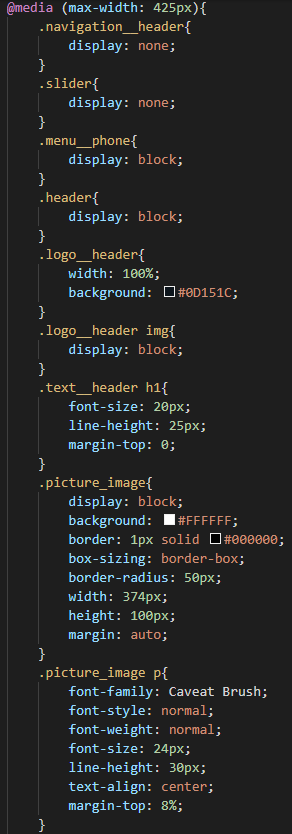 @media (max-width: 425px){
    .navigation__header{
        display: none;
    }
    .slider{
        display: none;
    }
    .menu__phone{
        display: block;
    }
    .header{
        display: block;
    }
    .logo__header{
        width: 100%;
        background: #0D151C;
    }
    .logo__header img{
        display: block;
    }
    .text__header h1{
        font-size: 20px;
        line-height: 25px;
        margin-top: 0;
    }
    .picture_image{
        display: block;
        background: #FFFFFF;
        border: 1px solid #000000;
        box-sizing: border-box;
        border-radius: 50px;
        width: 374px;
        height: 100px;
        margin: auto;
    }
    .picture_image p{
        font-family: Caveat Brush;
        font-style: normal;
        font-weight: normal;
        font-size: 24px;
        line-height: 30px;
        text-align: center;
        margin-top: 8%;
    }